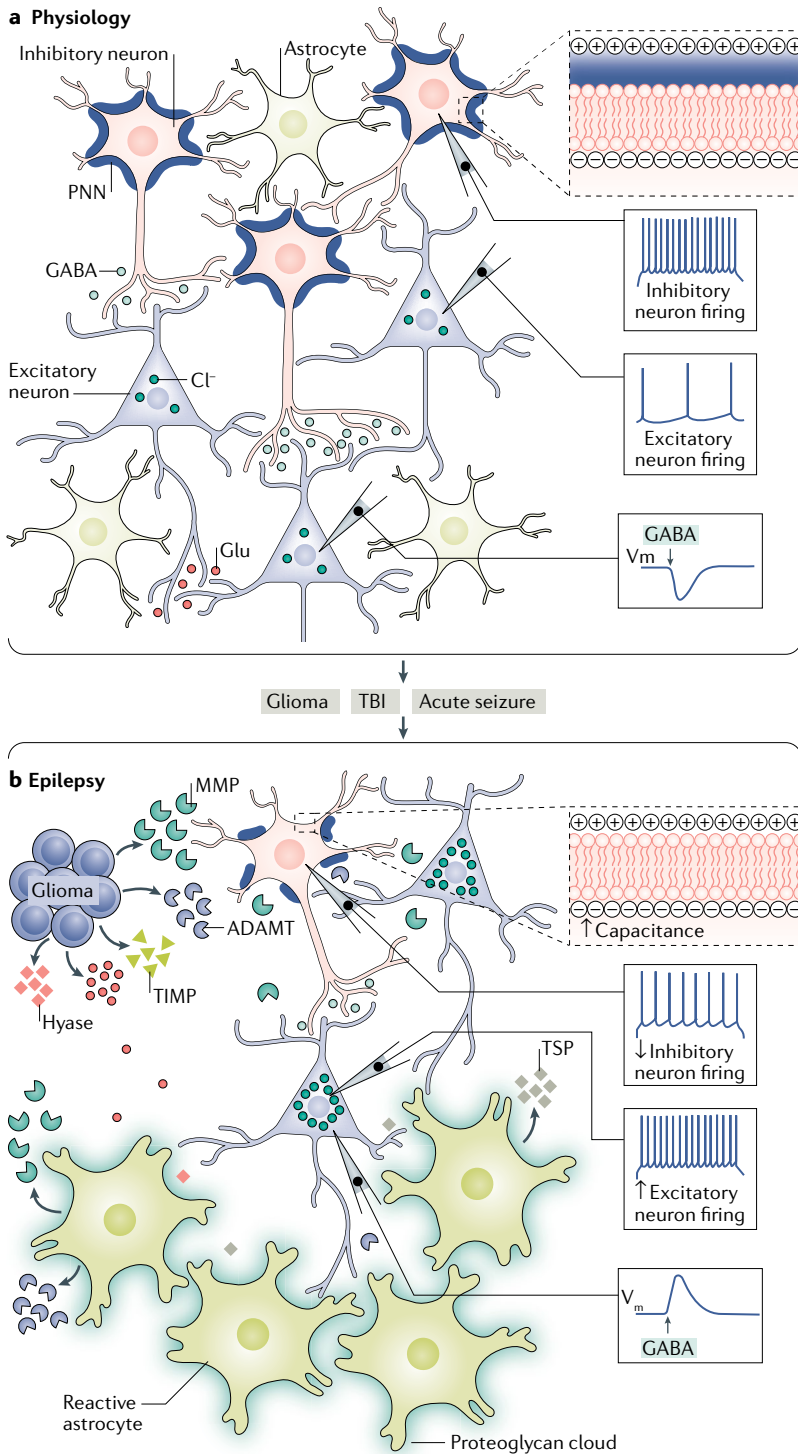 a Physiology
Inhibitory neuron
Astrocyte
PNN
GABA
Inhibitory
neuron firing
Excitatory
neuron
Cl⁻
Excitatory
neuron firing
Glu
GABA
Vm
Glioma TBI Acute seizure
b Epilepsy
MMP
Glioma
ADAMT
TIMP
Hyase
↑ Capacitance
↓ Inhibitory
neuron firing
TSP
↑ Excitatory
neuron firing
Vₘ
GABA
Reactive
astrocyte
Proteoglycan cloud